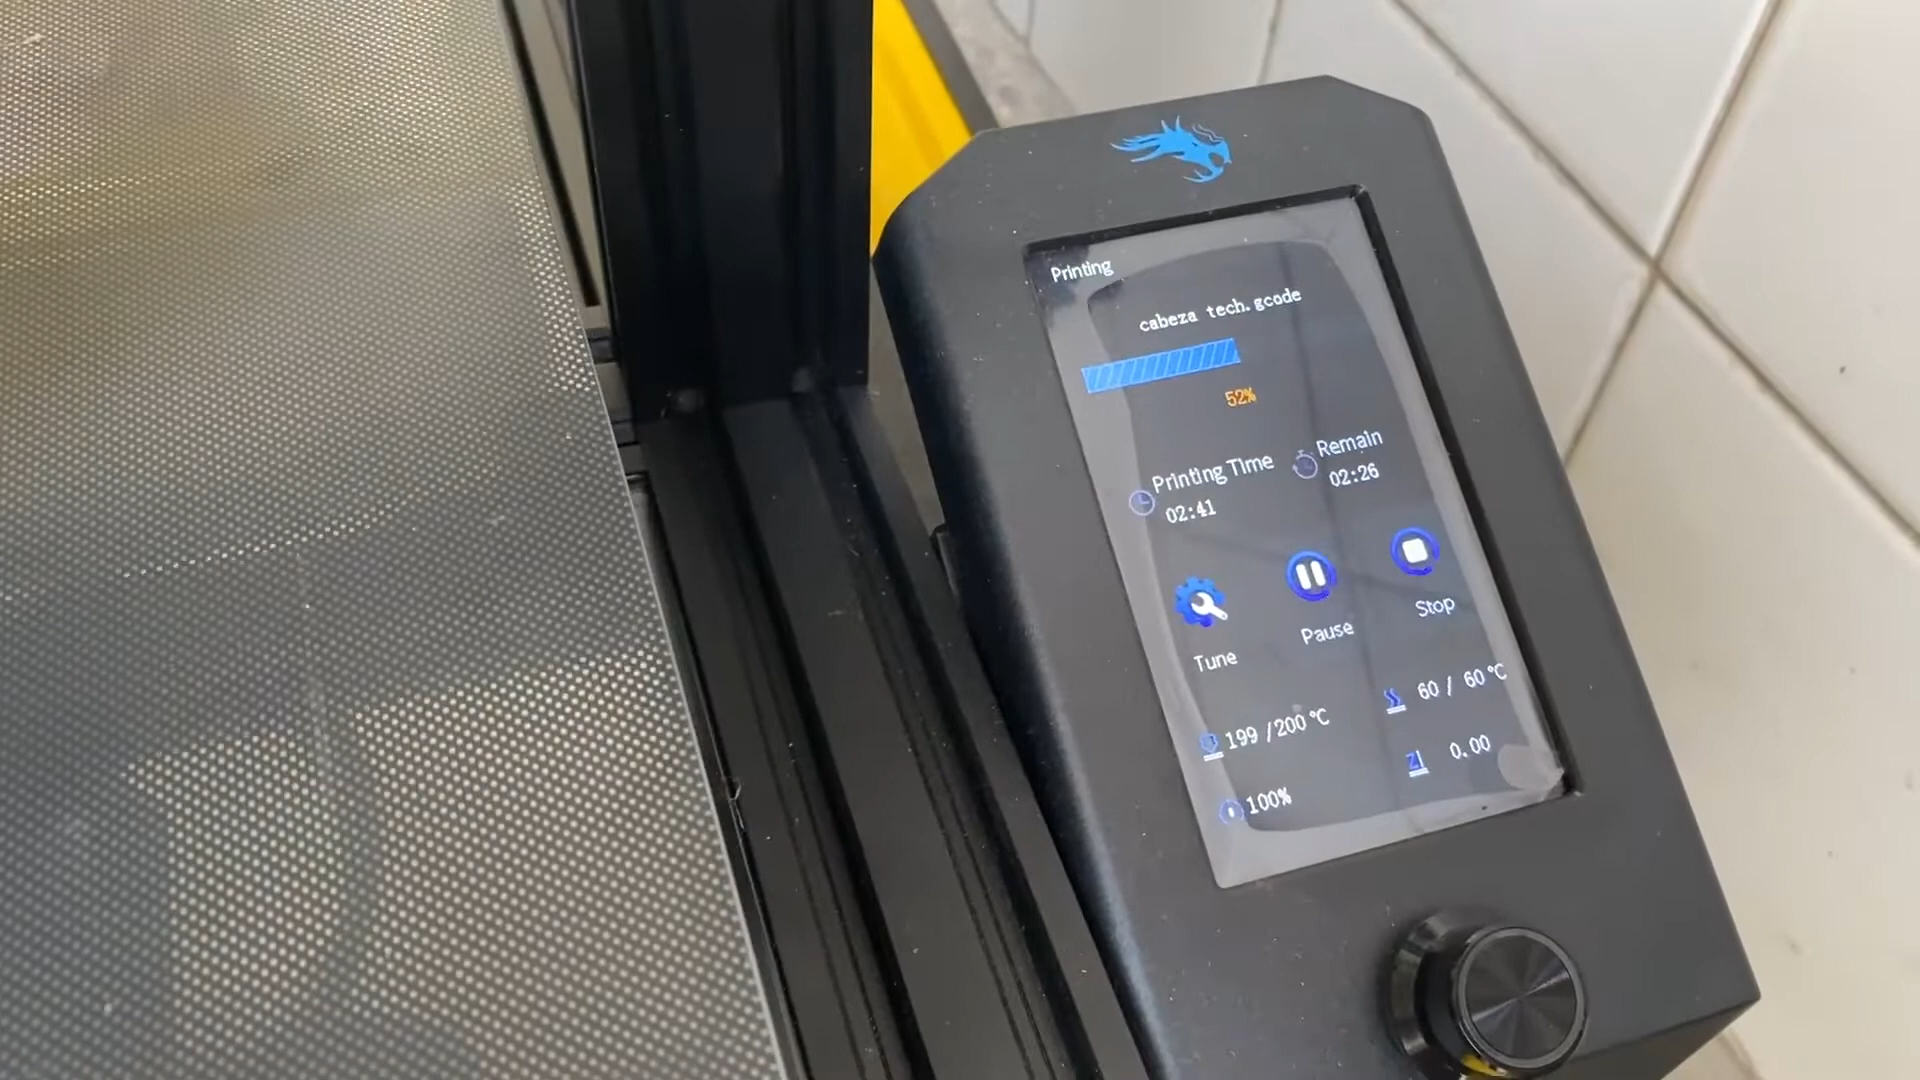 Printing
cabeza tech.gcode
52%
Printing Time
02:41
Remain
02:26
Tune
Pause
Stop
199 /200 ℃
60 / 60 ℃
100%
Z 0.00